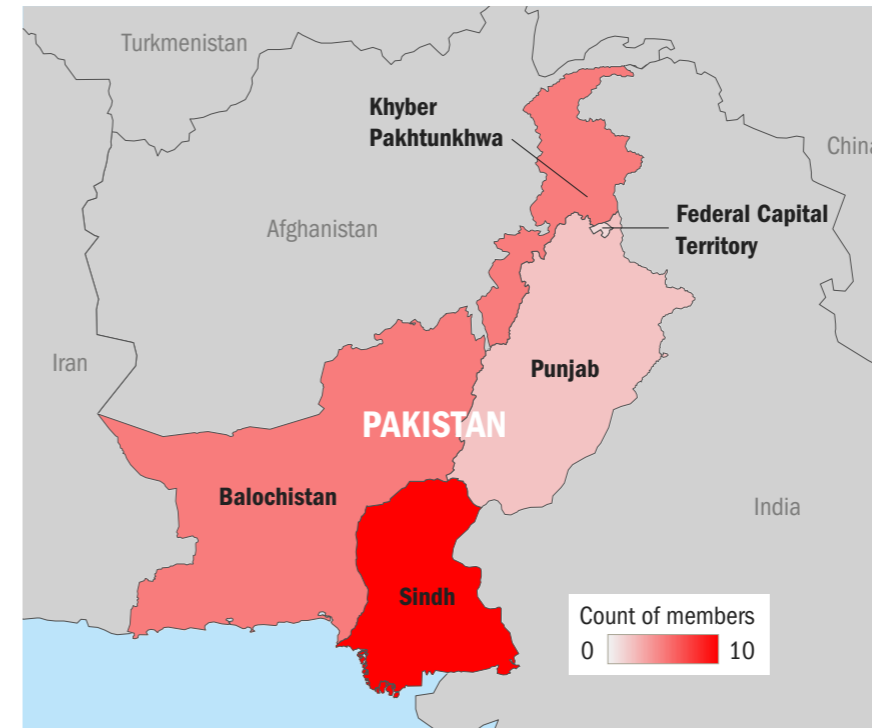 Turkmenistan
Khyber
Pakhtunkhwa
China
Federal Capital
Territory
Afghanistan
Iran
Punjab
PAKISTAN
Balochistan
India
Sindh
Count of members
0 10